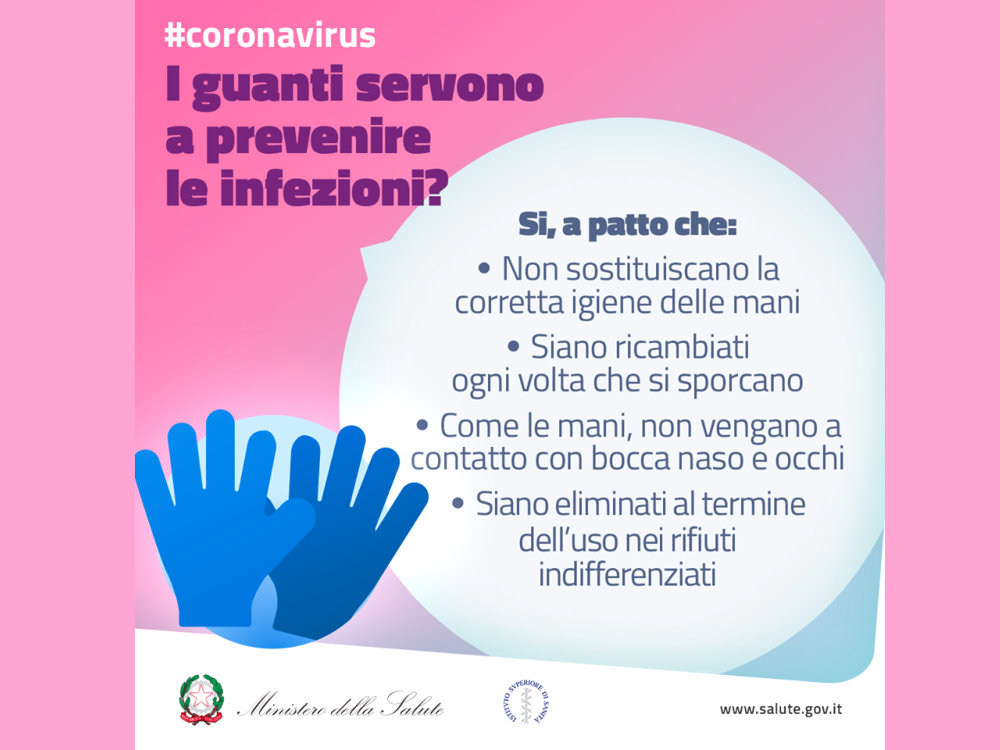 #coronavirus
I guanti servono
a prevenire
le infezioni?
Si, a patto che:
• Non sostituiscano la
corretta igiene delle mani
• Siano ricambiati
ogni volta che si sporcano
• Come le mani, non vengano a
contatto con bocca naso e occhi
• Siano eliminati al termine
dell'uso nei rifiuti
indifferenziati
Ministero della Salute
ISTITUTO SVPERIORE DI SANITÀ
www.salute.gov.it